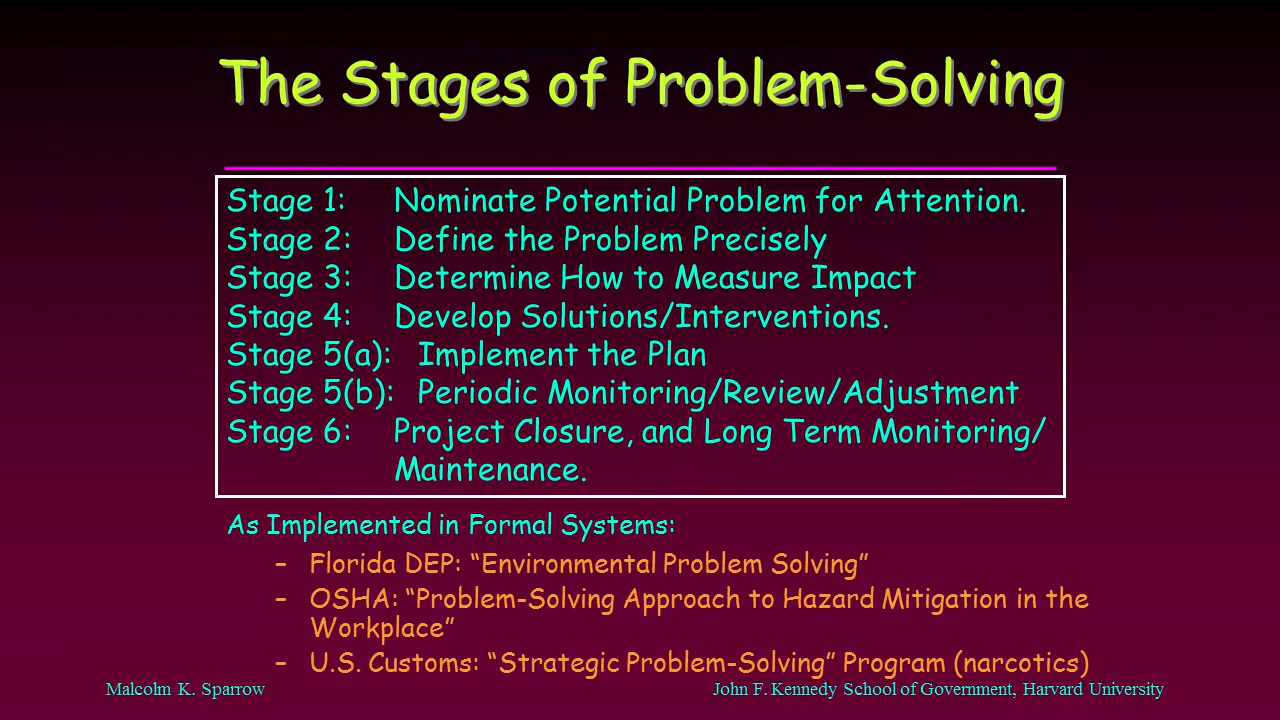 The Stages of Problem-Solving
Stage 1: Nominate Potential Problem for Attention.
Stage 2: Define the Problem Precisely
Stage 3: Determine How to Measure Impact
Stage 4: Develop Solutions/Interventions.
Stage 5(a): Implement the Plan
Stage 5(b): Periodic Monitoring/Review/Adjustment
Stage 6: Project Closure, and Long Term Monitoring/
Maintenance.
As Implemented in Formal Systems:
– Florida DEP: “Environmental Problem Solving”
– OSHA: “Problem-Solving Approach to Hazard Mitigation in the
Workplace”
– U.S. Customs: “Strategic Problem-Solving” Program (narcotics)
Malcolm K. Sparrow John F. Kennedy School of Government, Harvard University